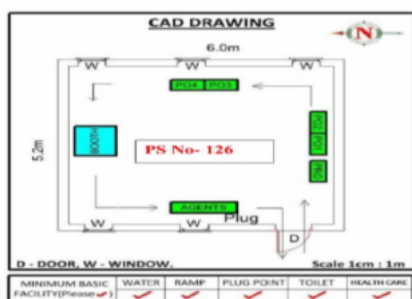 CAD DRAWING
6.0m
N
W W W
PO4 PO3
5.2m
BOOTH
PS No- 126
PO2 PO1
PRO
AGENTS
Plug
W W
D
D - DOOR, W - WINDOW. Scale 1cm : 1m
MINIMUM BASIC FACILITY(Please✓) WATER RAMP PLUG POINT TOILET HEALTH CARE
✓ ✓ ✓ ✓ ✓